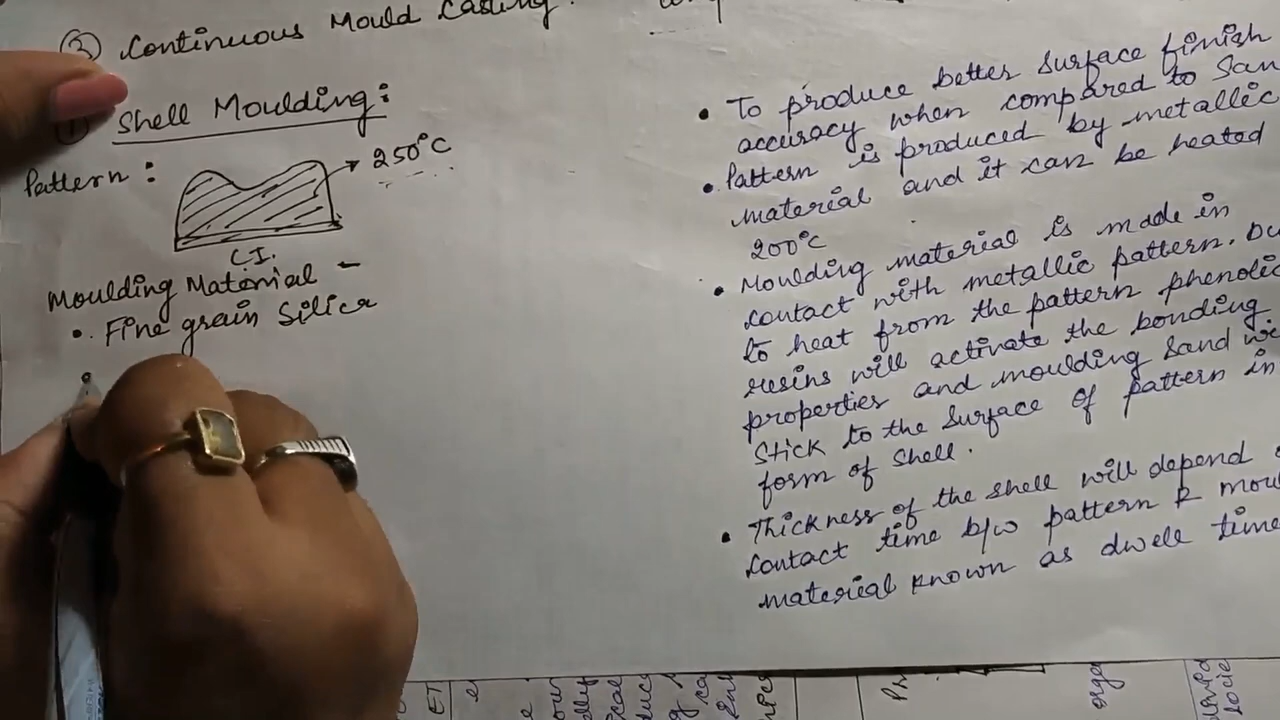 ③ Continuous Mould Casting.
① Shell Moulding:
Pattern:
250°C
C.I.
Moulding Material -
• Fine grain Silica
•
• To produce better surface finish
accuracy when compared to San
• Pattern is produced by metallic
material and it can be heated
200°C
• Moulding material is made in
contact with metallic pattern. Du
to heat from the pattern phenolic
resins will activate the bonding
properties and moulding sand
stick to the surface of pattern in
form of shell.
• Thickness of the shell will depend
contact time b/w pattern & mou
material known as dwell time
ET